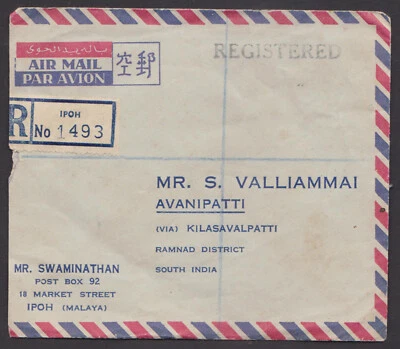 REGISTERED
AIR MAIL
PAR AVION
空郵
R
IPOH
No 1493
MR. S. VALLIAMMAI
AVANIPATTI
(VIA) KILASAVALPATTI
RAMNAD DISTRICT
SOUTH INDIA
MR. SWAMINATHAN
POST BOX 92
18 MARKET STREET
IPOH (MALAYA)